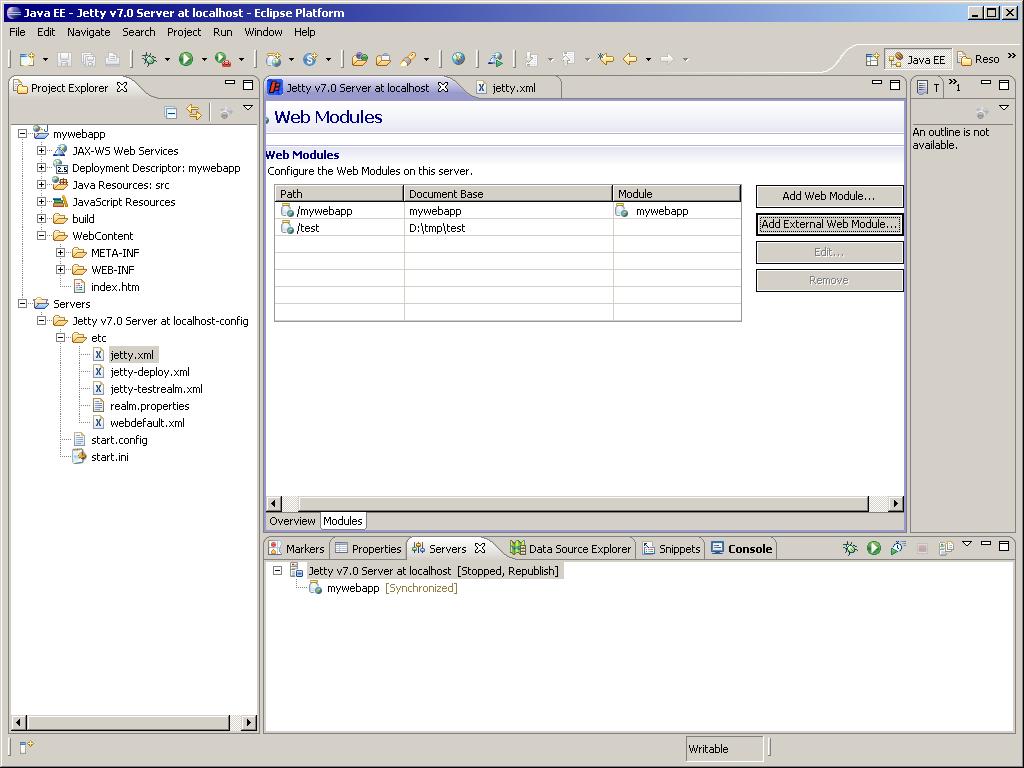 Java EE - Jetty v7.0 Server at localhost - Eclipse Platform
File Edit Navigate Search Project Run Window Help
Java EE Reso »
Project Explorer
mywebapp
JAX-WS Web Services
Deployment Descriptor: mywebapp
Java Resources: src
JavaScript Resources
build
WebContent
META-INF
WEB-INF
index.htm
Servers
Jetty v7.0 Server at localhost-config
etc
jetty.xml
jetty-deploy.xml
jetty-testrealm.xml
realm.properties
webdefault.xml
start.config
start.ini
Jetty v7.0 Server at localhost jetty.xml
Web Modules
Web Modules
Configure the Web Modules on this server.
Path Document Base Module
/mywebapp mywebapp mywebapp
/test D:\tmp\test
Add Web Module...
Add External Web Module...
Edit...
Remove
Overview Modules
T »1
An outline is not
available.
Markers Properties Servers Data Source Explorer Snippets Console
Jetty v7.0 Server at localhost [Stopped, Republish]
mywebapp [Synchronized]
Writable